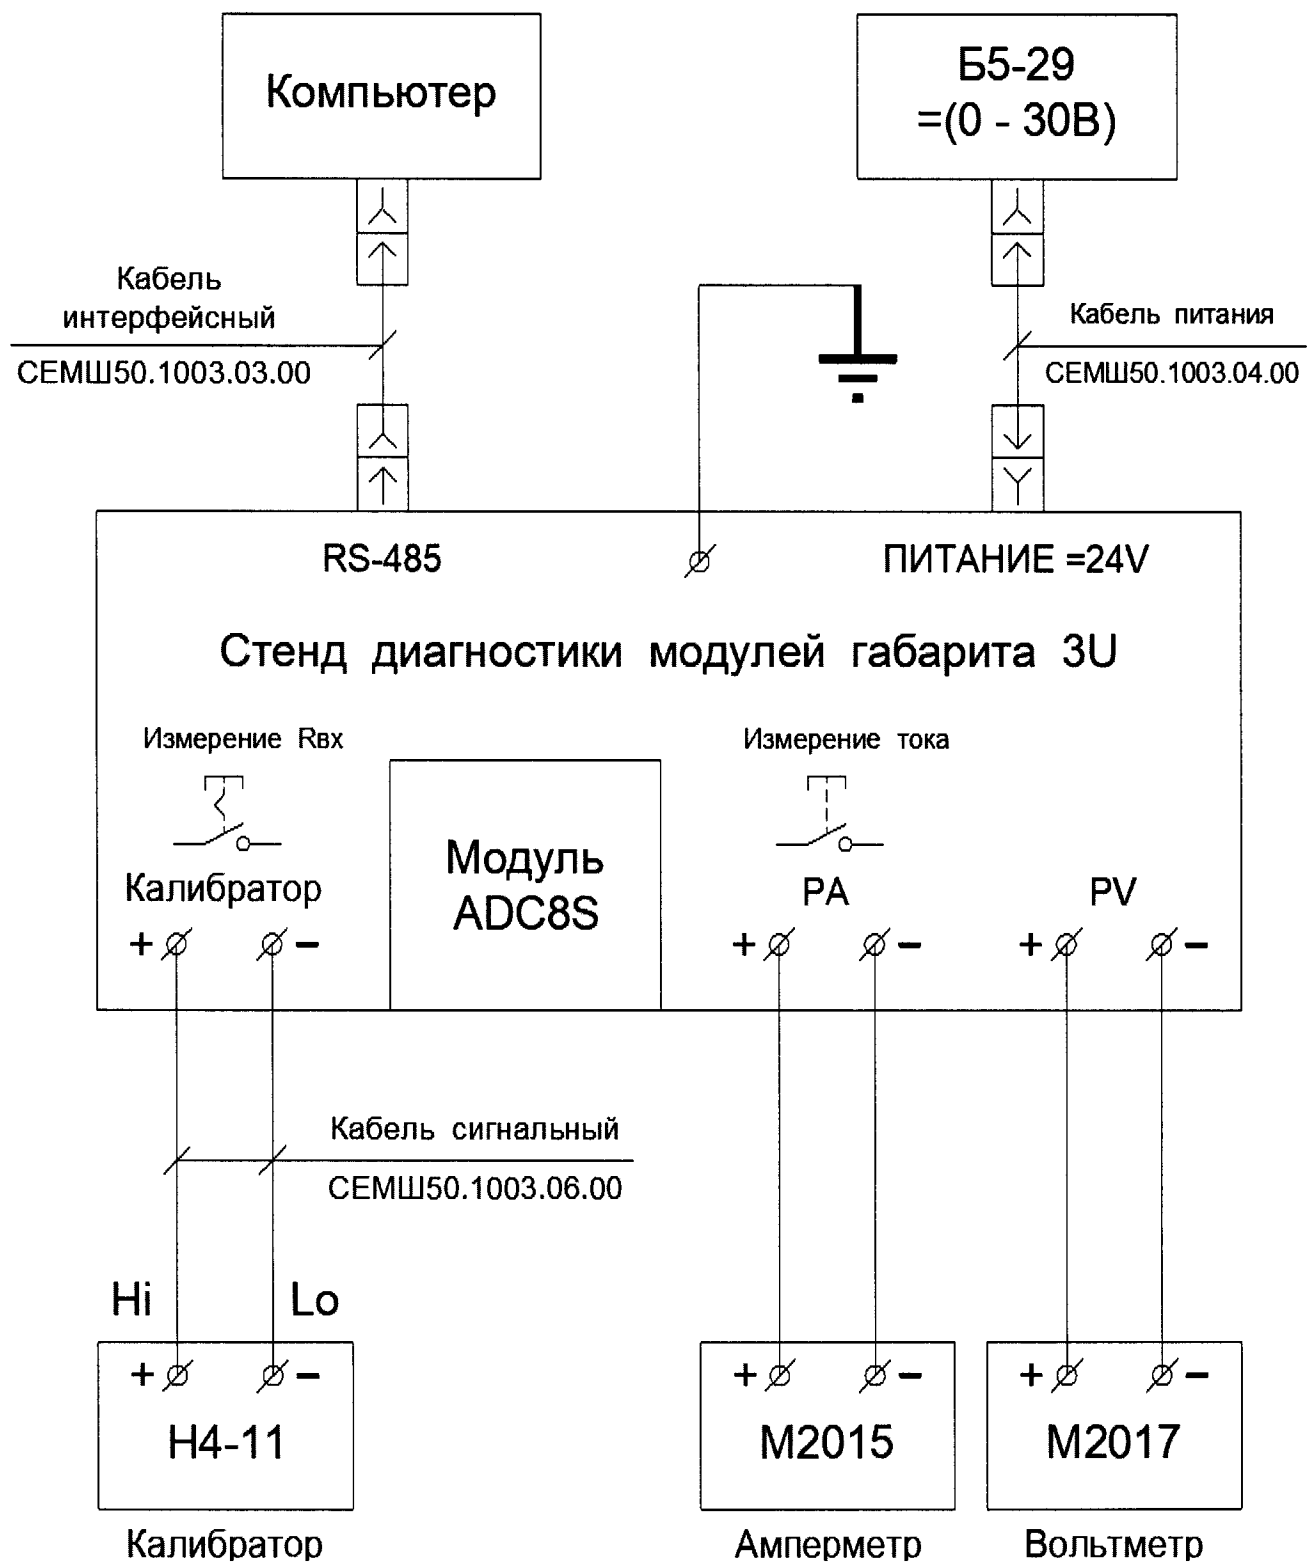 Компьютер
Б5-29
=(0 - 30В)
Кабель
интерфейсный
СЕМШ50.1003.03.00
Кабель питания
СЕМШ50.1003.04.00
RS-485
ПИТАНИЕ =24V
Стенд диагностики модулей габарита 3U
Измерение Rвх
Измерение тока
Модуль
ADC8S
Калибратор
PA
PV
+ −
+ −
+ −
Кабель сигнальный
СЕМШ50.1003.06.00
Hi
Lo
+ −
+ −
+ −
Н4-11
М2015
М2017
Калибратор
Амперметр
Вольтметр